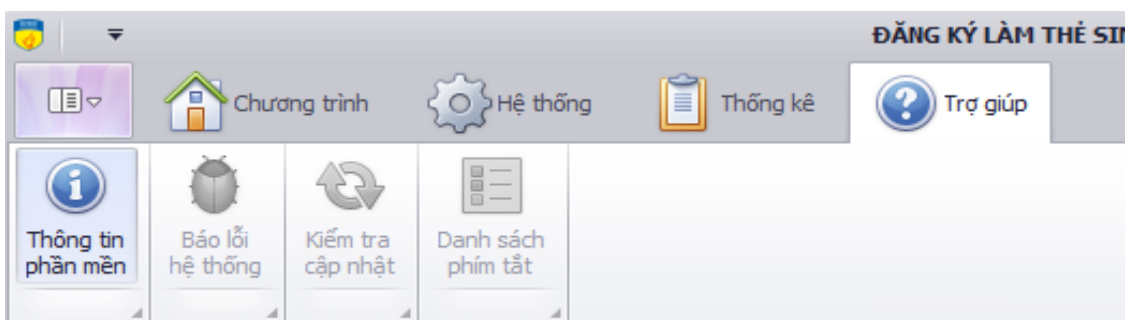 ĐĂNG KÝ LÀM THẺ
Chương trình
Hệ thống
Thống kê
Trợ giúp
Thông tin
phần mền
Báo lỗi
hệ thống
Kiểm tra
cập nhật
Danh sách
phím tắt